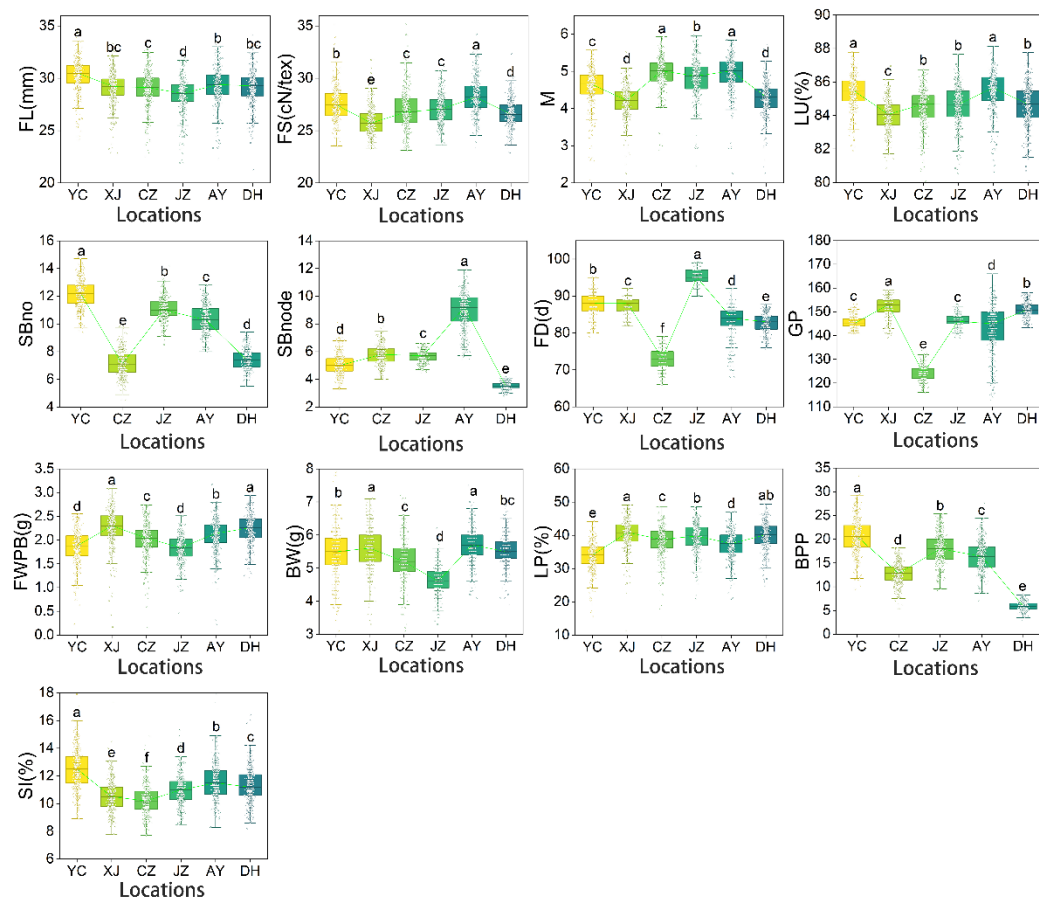 FL(mm)
35
30
25
20
a bc c d b bc
YC XJ CZ JZ AY DH
Locations
FS(cN/tex)
35
30
25
20
b e c c a d
YC XJ CZ JZ AY DH
Locations
M
6
5
4
3
2
c d a b a d
YC XJ CZ JZ AY DH
Locations
LU(%)
90
88
86
84
82
80
a c b b a b
YC XJ CZ JZ AY DH
Locations
SBno
16
14
12
10
8
6
4
a e b c d
YC CZ JZ AY DH
Locations
SBnode
14
12
10
8
6
4
2
d b c a e
YC CZ JZ AY DH
Locations
FD(d)
100
90
80
70
60
b c f a d e
YC XJ CZ JZ AY DH
Locations
GP
180
170
160
150
140
130
120
110
c a e c d b
YC XJ CZ JZ AY DH
Locations
FWPB(g)
3.5
3.0
2.5
2.0
1.5
1.0
0.5
0.0
d a c d b a
YC XJ CZ JZ AY DH
Locations
BW(g)
8
7
6
5
4
3
b a c d a bc
YC XJ CZ JZ AY DH
Locations
LP(%)
60
50
40
30
20
10
e a c b d ab
YC XJ CZ JZ AY DH
Locations
BPP
35
30
25
20
15
10
5
0
a d b c e
YC CZ JZ AY DH
Locations
SI(%)
18
16
14
12
10
8
6
a e f d b c
YC XJ CZ JZ AY DH
Locations